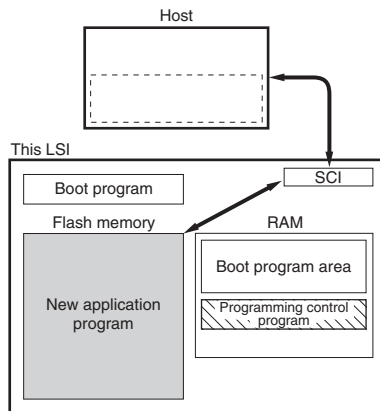 Host
This LSI
SCI
Boot program
Flash memory
RAM
Boot program area
New application
program
Programming control
program